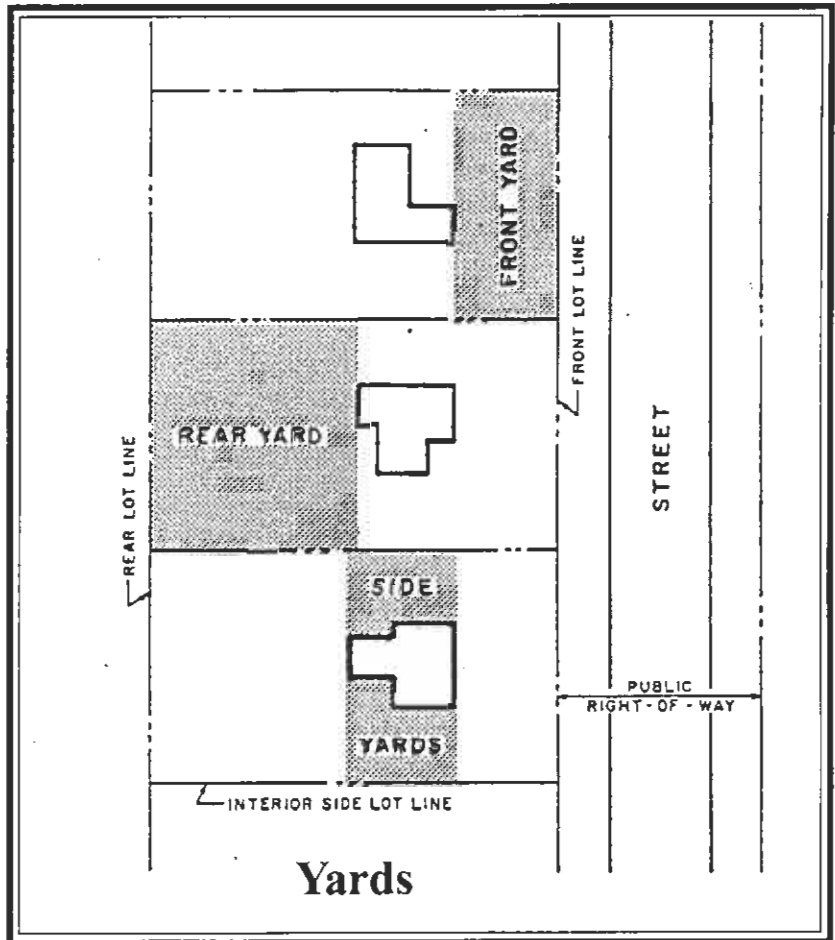 FRONT YARD
FRONT LOT LINE
REAR YARD
REAR LOT LINE
STREET
SIDE
YARDS
PUBLIC
RIGHT-OF-WAY
INTERIOR SIDE LOT LINE
Yards